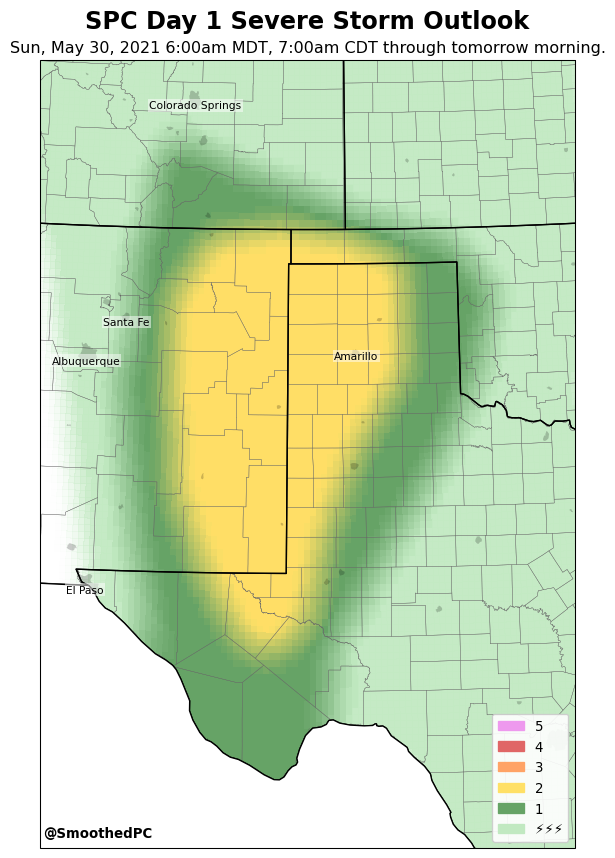 SPC Day 1 Severe Storm Outlook
Sun, May 30, 2021 6:00am MDT, 7:00am CDT through tomorrow morning.
Colorado Springs
Santa Fe
Albuquerque
Amarillo
El Paso
5
4
3
2
1
⚡⚡⚡
@SmoothedPC